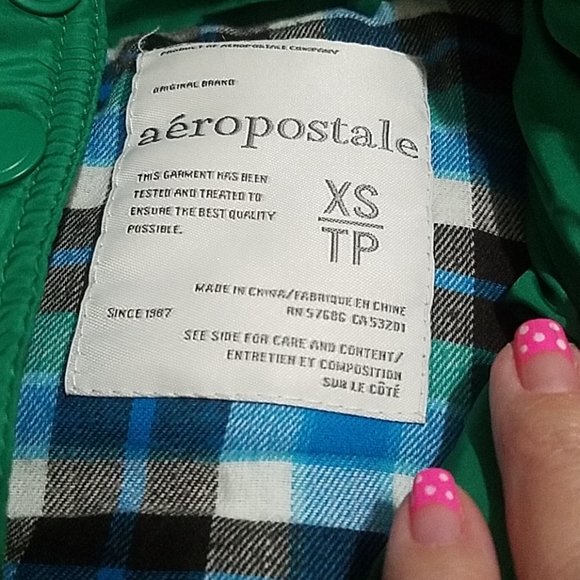 PRODUCT OF AEROPOSTALE COMPANY
ORIGINAL BRAND
aéropostale
THIS GARMENT HAS BEEN
TESTED AND TREATED TO
ENSURE THE BEST QUALITY
POSSIBLE.
XS
TP
MADE IN CHINA/FABRIQUE EN CHINE
RN 57686 CA 53201
SINCE 1987
SEE SIDE FOR CARE AND CONTENT/
ENTRETIEN ET COMPOSITION
SUR LE CÔTÉ